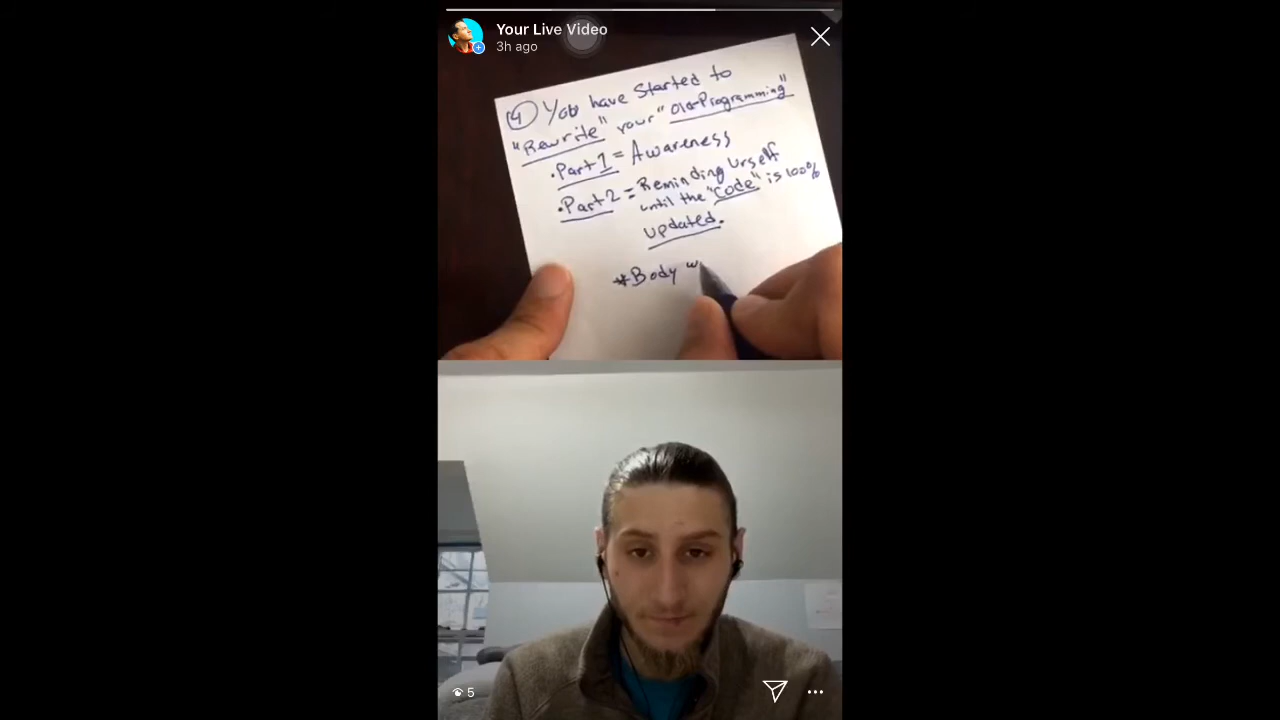 Your Live Video
3h ago
④ You have Started to
"Rewrite" your "Old-Programming"
• Part 1 = Awareness
• Part 2 = Reminding Urself
until the "code" is 100%
updated.
*Body w
5